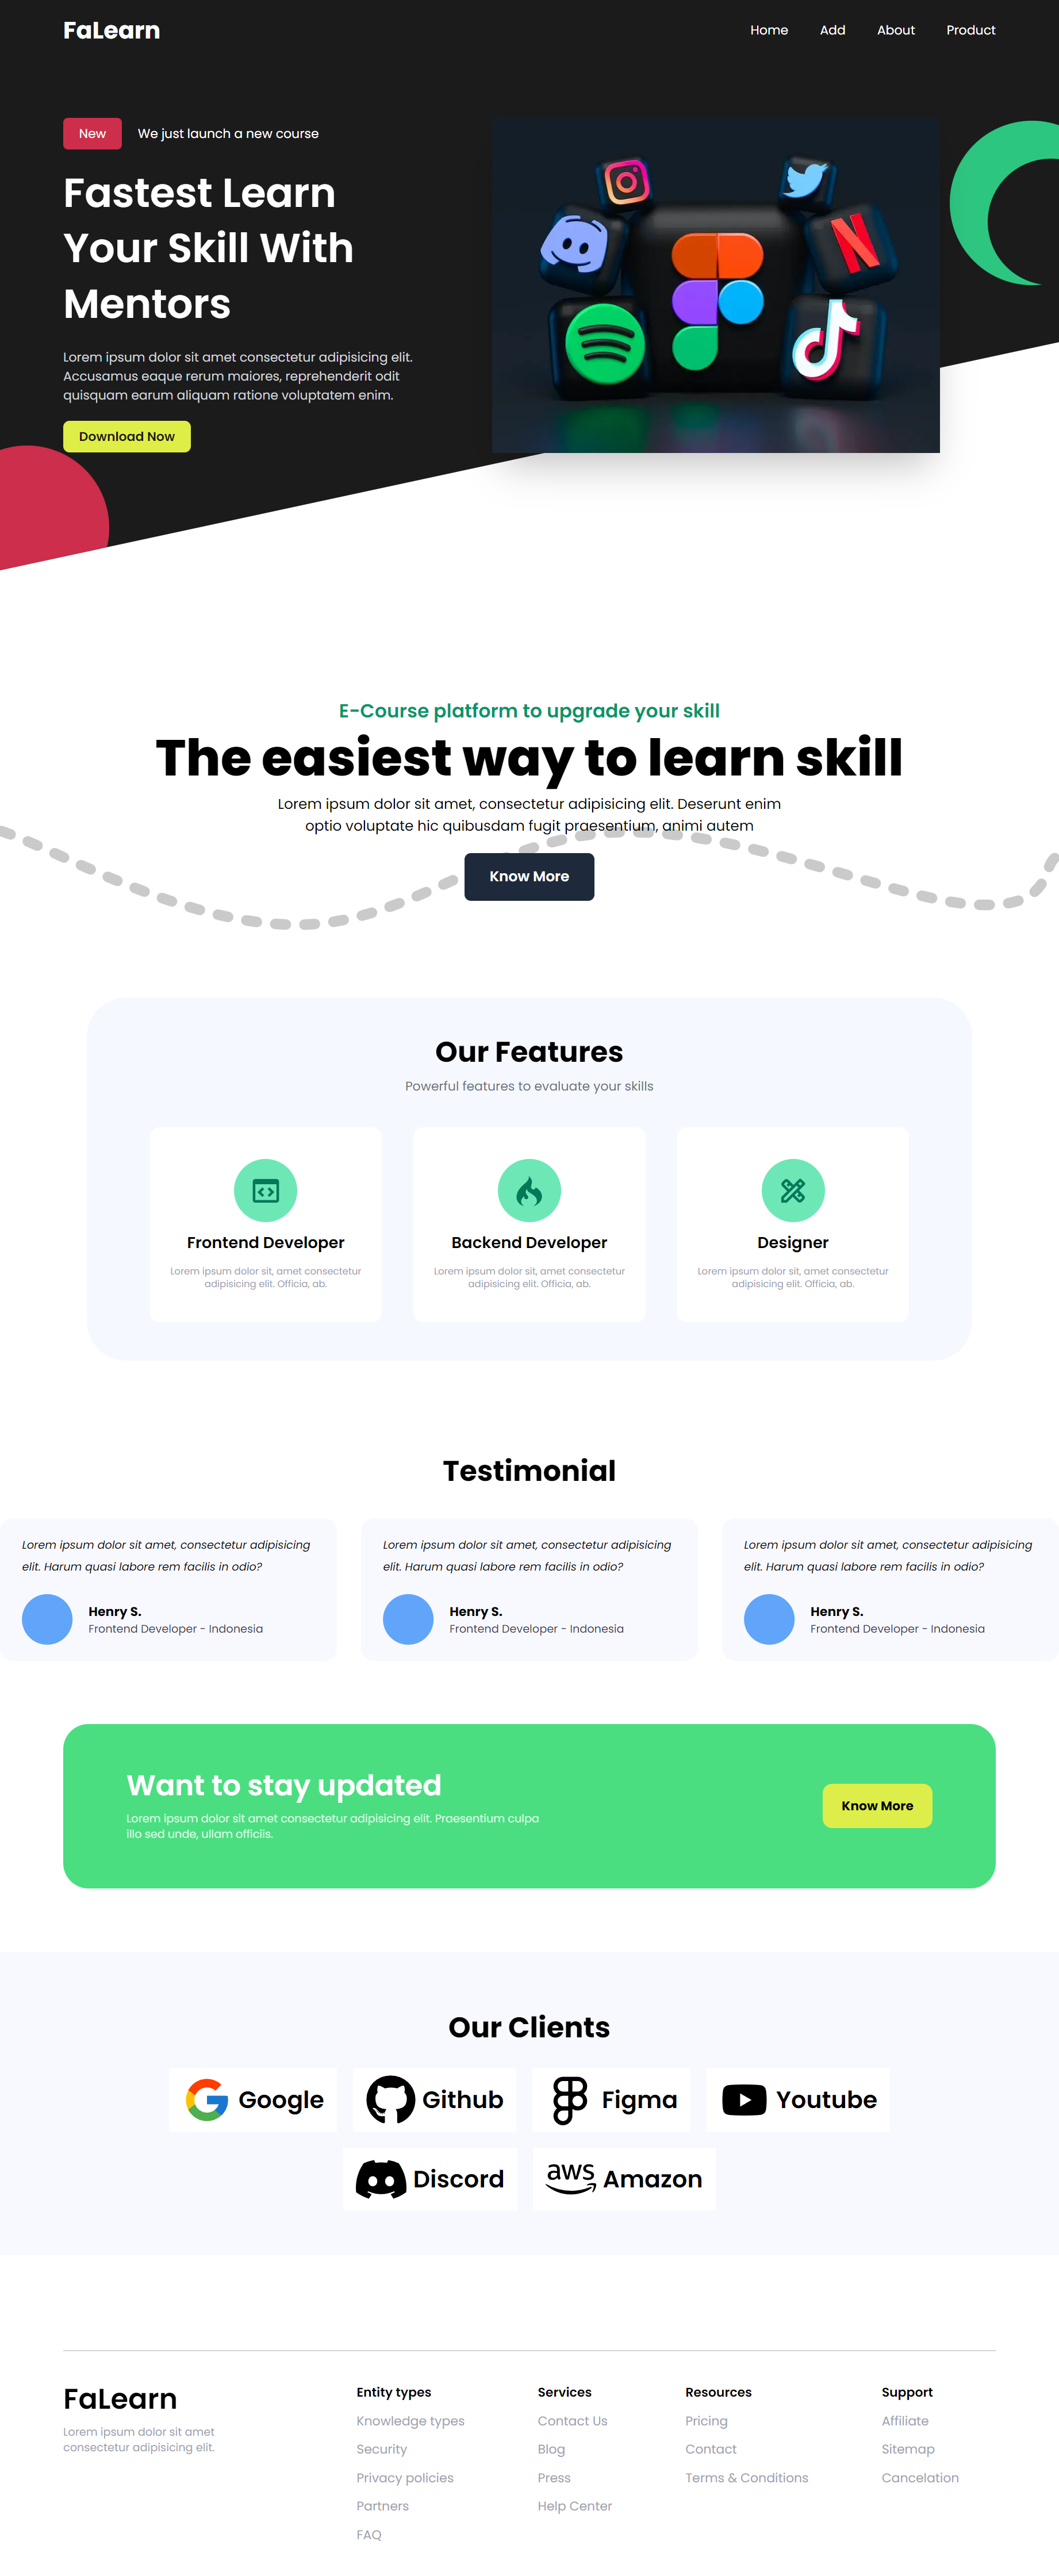 FaLearn
Home Add About Product
New We just launch a new course
Fastest Learn
Your Skill With
Mentors
Lorem ipsum dolor sit amet consectetur adipisicing elit.
Accusamus eaque rerum maiores, reprehenderit odit
quisquam earum aliquam ratione voluptatem enim.
Download Now
E-Course platform to upgrade your skill
The easiest way to learn skill
Lorem ipsum dolor sit amet, consectetur adipisicing elit. Deserunt enim
optio voluptate hic quibusdam fugit praesentium, animi autem
Know More
Our Features
Powerful features to evaluate your skills
Frontend Developer
Lorem ipsum dolor sit, amet consectetur
adipisicing elit. Officia, ab.
Backend Developer
Lorem ipsum dolor sit, amet consectetur
adipisicing elit. Officia, ab.
Designer
Lorem ipsum dolor sit, amet consectetur
adipisicing elit. Officia, ab.
Testimonial
Lorem ipsum dolor sit amet, consectetur adipisicing
elit. Harum quasi labore rem facilis in odio?
Henry S.
Frontend Developer - Indonesia
Lorem ipsum dolor sit amet, consectetur adipisicing
elit. Harum quasi labore rem facilis in odio?
Henry S.
Frontend Developer - Indonesia
Lorem ipsum dolor sit amet, consectetur adipisicing
elit. Harum quasi labore rem facilis in odio?
Henry S.
Frontend Developer - Indonesia
Want to stay updated
Lorem ipsum dolor sit amet consectetur adipisicing elit. Praesentium culpa
illo sed unde, ullam officiis.
Know More
Our Clients
Google
Github
Figma
Youtube
Discord
aws Amazon
FaLearn
Lorem ipsum dolor sit amet
consectetur adipisicing elit.
Entity types
Knowledge types
Security
Privacy policies
Partners
FAQ
Services
Contact Us
Blog
Press
Help Center
Resources
Pricing
Contact
Terms & Conditions
Support
Affiliate
Sitemap
Cancelation